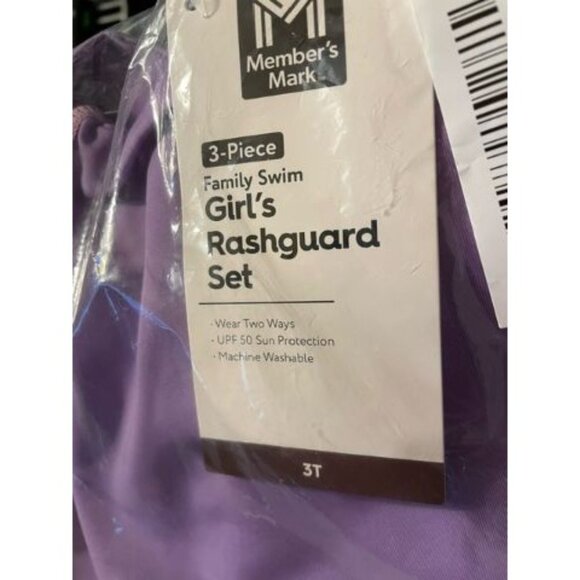 Member's
Mark
3-Piece
Family Swim
Girl's
Rashguard
Set
· Wear Two Ways
· UPF 50 Sun Protection
· Machine Washable
3T